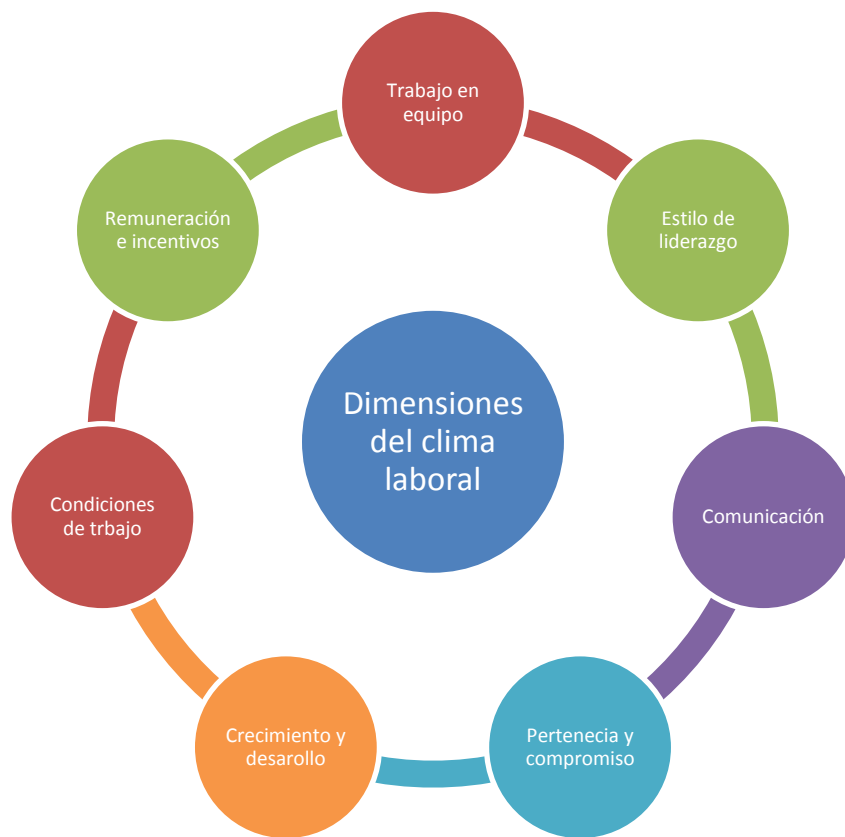 Trabajo en
equipo
Estilo de
liderazgo
Comunicación
Pertenecia y
compromiso
Crecimiento y
desarollo
Condiciones
de trbajo
Remuneración
e incentivos
Dimensiones
del clima
laboral